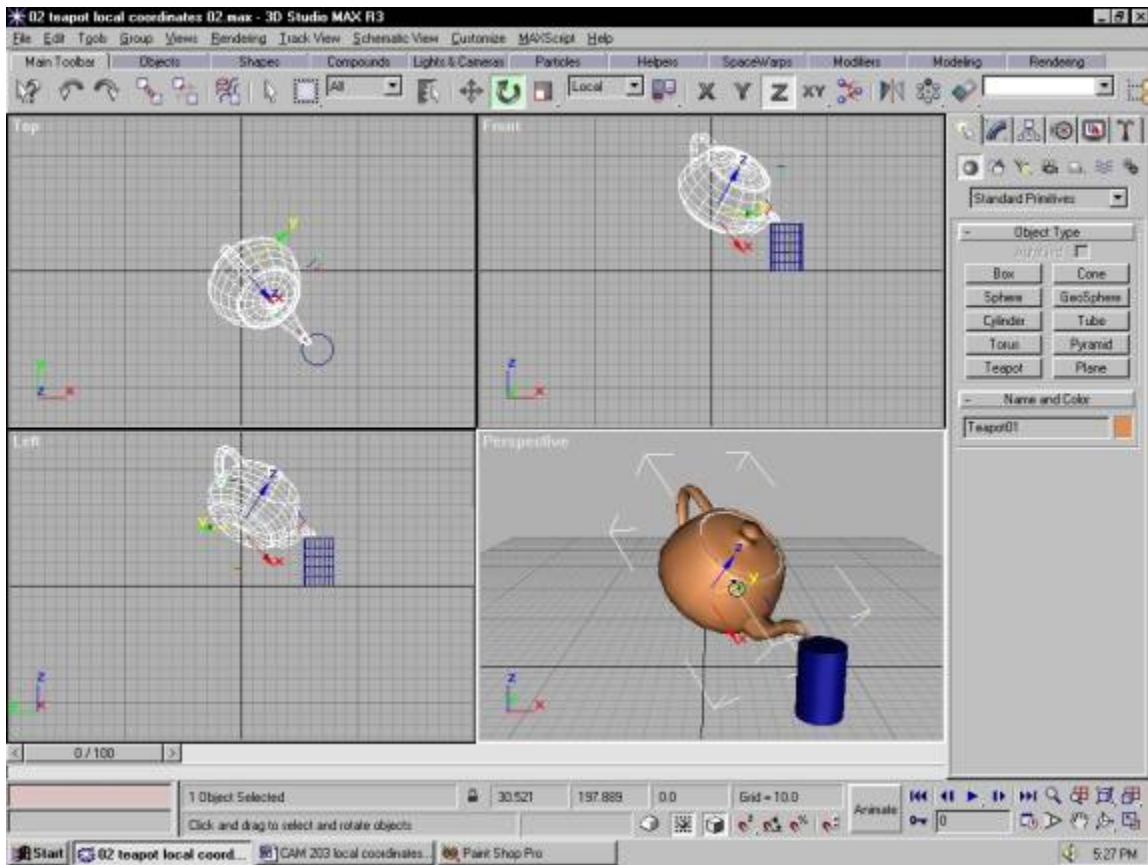 02 teapot local coordinates 02.max - 3D Studio MAX R3
File Edit Tools Group Views Rendering Track View Schematic View Customize MAXScript Help
Main Toolbar Objects Shapes Compounds Lights & Cameras Particles Helpers SpaceWarps Modifiers Modeling Rendering
All Local X Y Z XY
Top
Front
y
x
z
y
x
z
x
z
x
Standard Primitives
- Object Type
AutoGrid
Box Cone
Sphere GeoSphere
Cylinder Tube
Torus Pyramid
Teapot Plane
- Name and Color
Teapot01
Left
Perspective
z
y
x
z
y
x
z
x
z
x
< 0 / 100 >
1 Object Selected 30.521 197.889 0.0 Grid = 10.0
Animate
0
Click and drag to select and rotate objects
Start 02 teapot local coord... CAM 203 local coordinates... Paint Shop Pro 5:27 PM